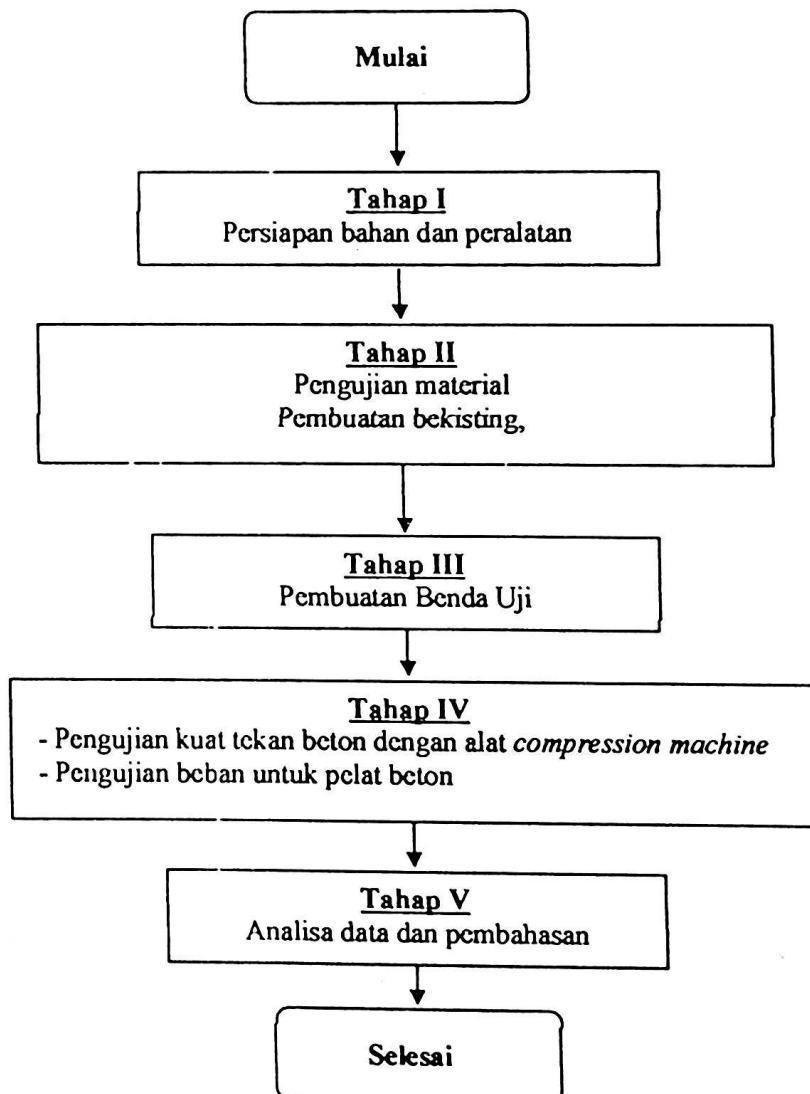 Mulai
Tahap I
Persiapan bahan dan peralatan
Tahap II
Pengujian material
Pembuatan bekisting,
Tahap III
Pembuatan Benda Uji
Tahap IV
- Pengujian kuat tekan beton dengan alat compression machine
- Pengujian beban untuk pelat beton
Tahap V
Analisa data dan pembahasan
Selesai